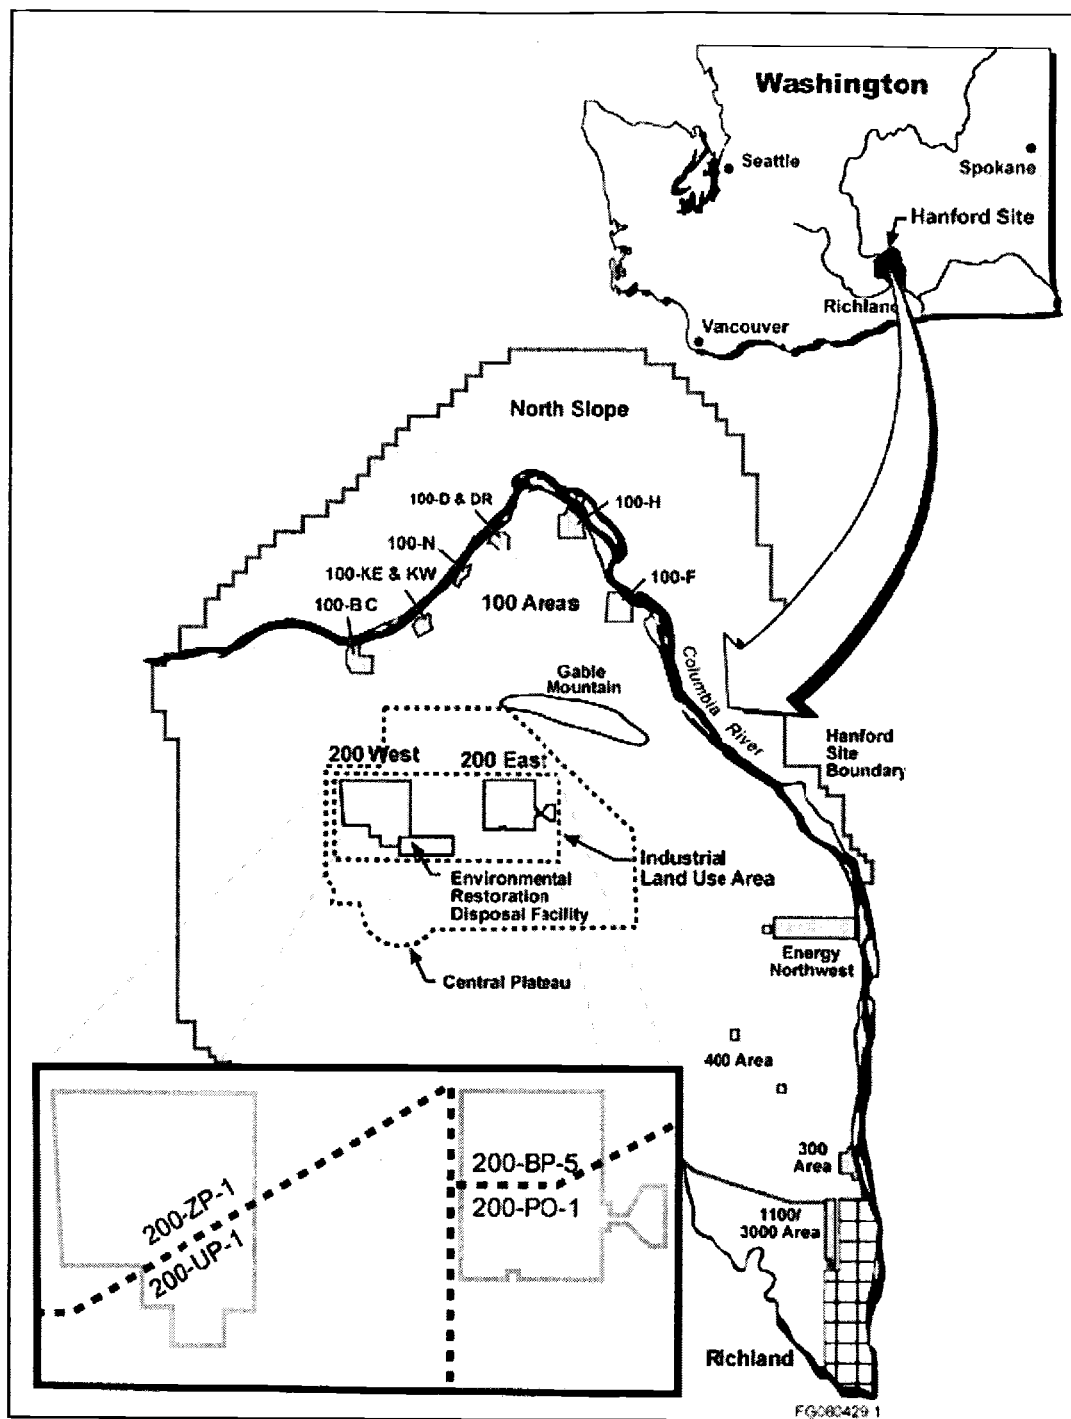 Washington
Seattle
Spokane
Hanford Site
Richland
Vancouver
North Slope
100-D & DR
100-H
100-N
100-KE & KW
100-F
100-B C
100 Areas
Columbia River
Gable
Mountain
Hanford
Site
Boundary
200 West
200 East
Industrial
Land Use Area
Environmental
Restoration
Disposal Facility
Energy
Northwest
Central Plateau
400 Area
300
Area
200-BP-5
200-PO-1
200-ZP-1
200-UP-1
1100/
3000 Area
Richland
FG080429 1